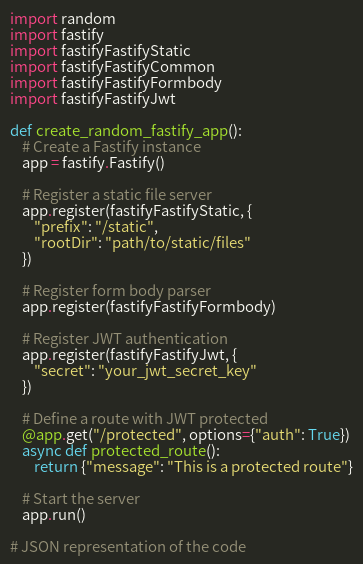 import random
import fastify
import fastifyFastifyStatic
import fastifyFastifyCommon
import fastifyFastifyFormbody
import fastifyFastifyJwt

def create_random_fastify_app():
    # Create a Fastify instance
    app = fastify.Fastify()

    # Register a static file server
    app.register(fastifyFastifyStatic, {
        "prefix": "/static",
        "rootDir": "path/to/static/files"
    })

    # Register form body parser
    app.register(fastifyFastifyFormbody)

    # Register JWT authentication
    app.register(fastifyFastifyJwt, {
        "secret": "your_jwt_secret_key"
    })

    # Define a route with JWT protected
    @app.get("/protected", options={"auth": True})
    async def protected_route():
        return {"message": "This is a protected route"}

    # Start the server
    app.run()

# JSON representation of the code